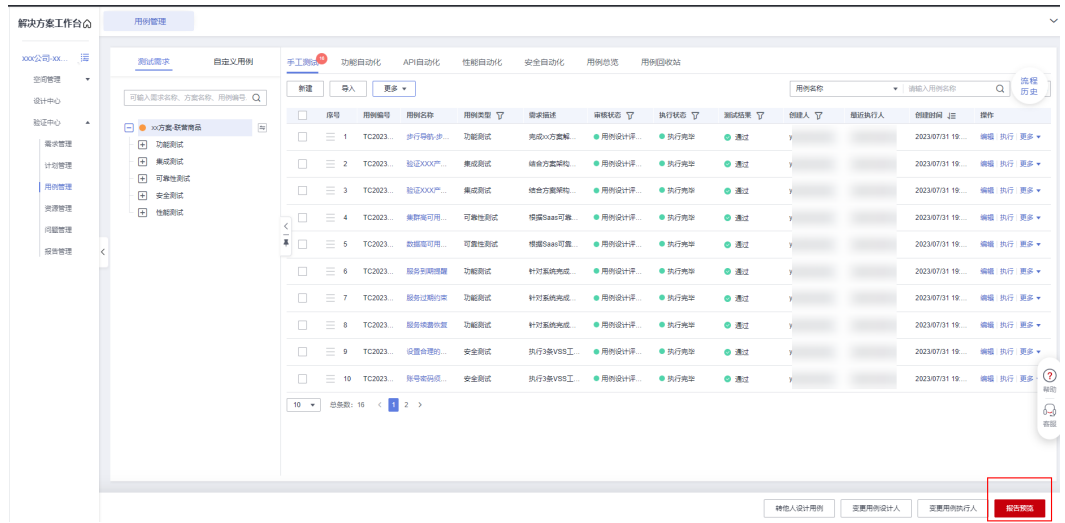 解决方案工作台
用例管理
xxx公司-xx...
空间管理
设计中心
验证中心
需求管理
计划管理
用例管理
资源管理
问题管理
报告管理
测试需求 自定义用例
可输入需求名称、方案名称、用例编号
xx方案-联营商品
功能测试
集成测试
可靠性测试
安全测试
性能测试
手工测试 16 功能自动化 API自动化 性能自动化 安全自动化 用例总览 用例回收站
新建 导入 更多 用例名称 请输入用例名称
流程
历史
序号 用例编号 用例名称 用例类型 需求描述 审核状态 执行状态 测试结果 创建人 最近执行人 创建时间 操作
1 TC2023... 步行导航-步... 功能测试 完成xx方案解... 用例设计评... 执行完毕 通过 2023/07/31 19:... 编辑 执行 更多
2 TC2023... 验证XXX产... 集成测试 结合方案架构... 用例设计评... 执行完毕 通过 2023/07/31 19:... 编辑 执行 更多
3 TC2023... 验证XXX产... 集成测试 结合方案架构... 用例设计评... 执行完毕 通过 2023/07/31 19:... 编辑 执行 更多
4 TC2023... 集群高可用... 可靠性测试 根据Saas可靠... 用例设计评... 执行完毕 通过 2023/07/31 19:... 编辑 执行 更多
5 TC2023... 数据高可用... 可靠性测试 根据Saas可靠... 用例设计评... 执行完毕 通过 2023/07/31 19:... 编辑 执行 更多
6 TC2023... 服务到期提醒 功能测试 针对系统完成... 用例设计评... 执行完毕 通过 2023/07/31 19:... 编辑 执行 更多
7 TC2023... 服务过期约束 功能测试 针对系统完成... 用例设计评... 执行完毕 通过 2023/07/31 19:... 编辑 执行 更多
8 TC2023... 服务续费恢复 功能测试 针对系统完成... 用例设计评... 执行完毕 通过 2023/07/31 19:... 编辑 执行 更多
9 TC2023... 设置合理的... 安全测试 执行3条VSS工... 用例设计评... 执行完毕 通过 2023/07/31 19:... 编辑 执行 更多
10 TC2023... 账号密码须... 安全测试 执行3条VSS工... 用例设计评... 执行完毕 通过 2023/07/31 19:... 编辑 执行 更多
10 总条数: 16 < 1 2 >
帮助
客服
转他人设计用例 变更用例设计人 变更用例执行人 报告预览